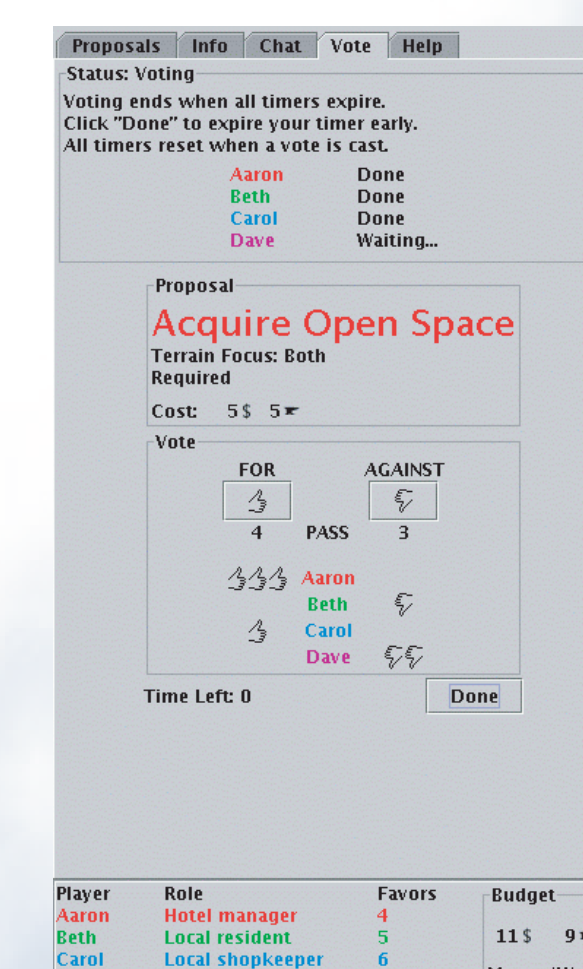 Proposals Info Chat Vote Help
Status: Voting
Voting ends when all timers expire.
Click "Done" to expire your timer early.
All timers reset when a vote is cast.
Aaron Done
Beth Done
Carol Done
Dave Waiting...
Proposal
Acquire Open Space
Terrain Focus: Both
Required
Cost: 5$ 5
Vote
FOR AGAINST
4 PASS 3
Aaron
Beth
Carol
Dave
Time Left: 0 Done
Player Role Favors Budget
Aaron Hotel manager 4
Beth Local resident 5 11$ 9
Carol Local shopkeeper 6